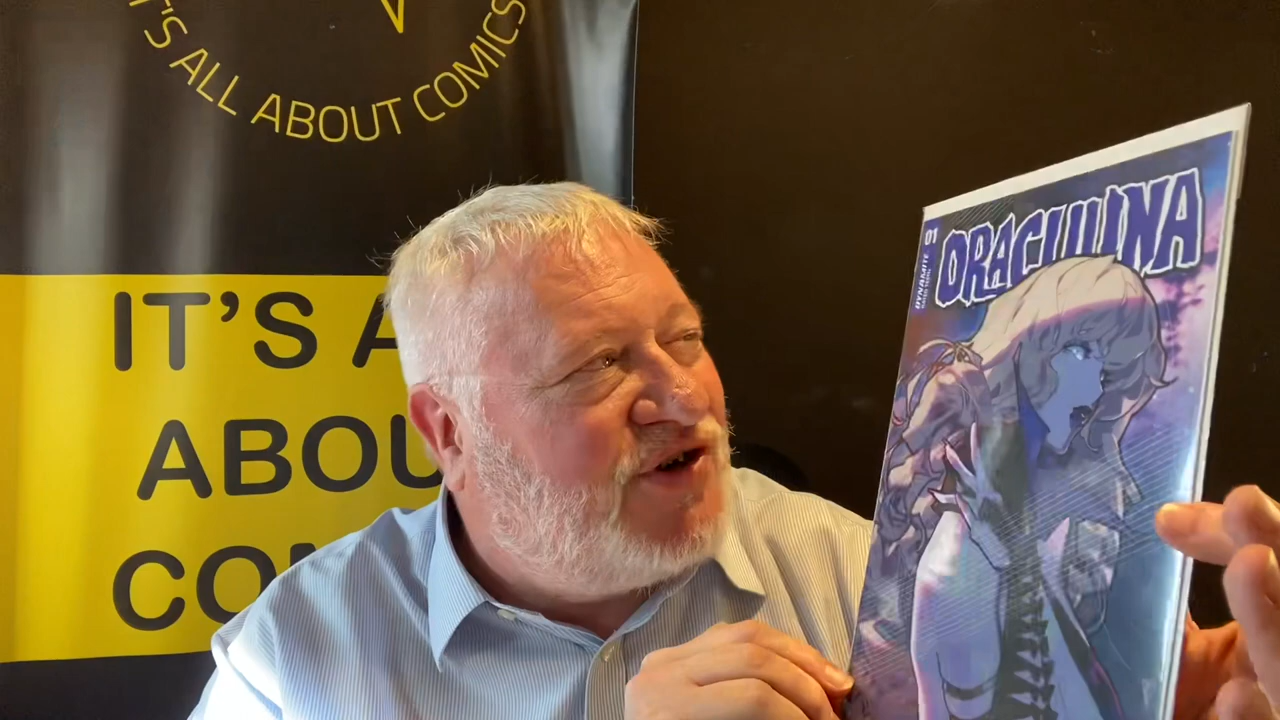 IT'S ALL ABOUT COMICS
IT'S A
ABOU
CO
01
DYNAMITE
DRACULINA